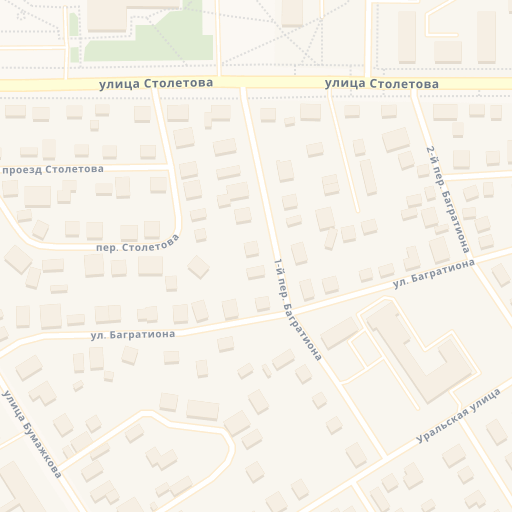 улица Столетова
улица Столетова
2-й пер. Багратиона
проезд Столетова
пер. Столетова
1-й пер. Багратиона
ул. Багратиона
ул. Багратиона
улица Бумажкова
Уральская улица